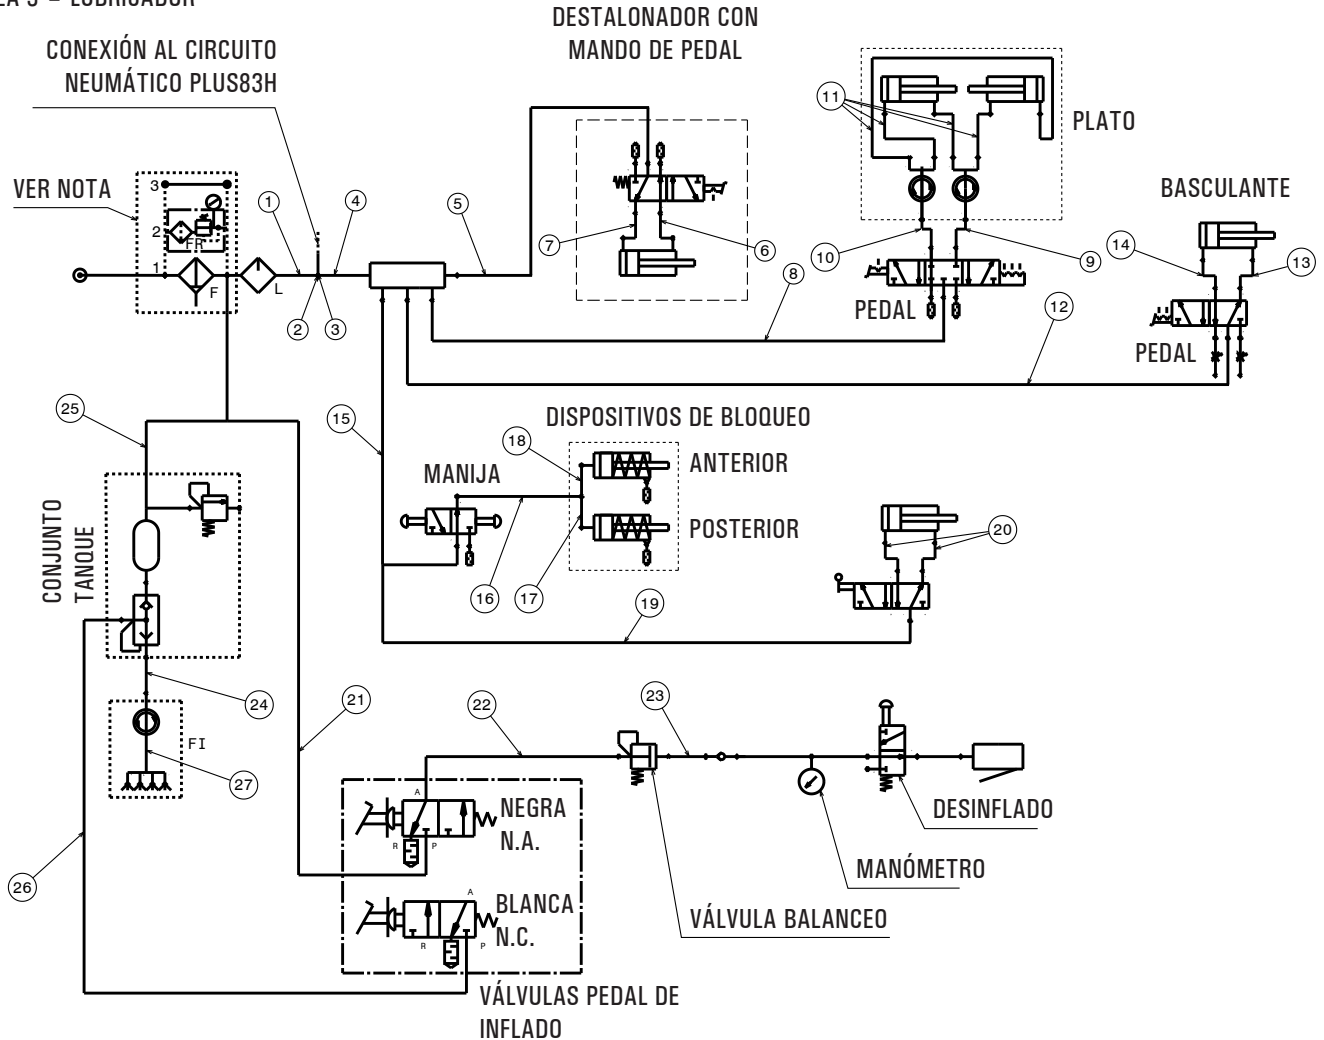 CONEXIÓN AL CIRCUITO
NEUMÁTICO PLUS83H
DESTALONADOR CON
MANDO DE PEDAL
11
PLATO
VER NOTA
3
2
FR
1
F
L
1
4
2
3
5
7
6
10
9
8
PEDAL
BASCULANTE
14
13
12
PEDAL
25
15
DISPOSITIVOS DE BLOQUEO
18
ANTERIOR
MANIJA
POSTERIOR
16
17
20
19
CONJUNTO
TANQUE
24
21
22
23
FI
27
26
A
NEGRA
N.A.
R
P
A
BLANCA
N.C.
R
P
VÁLVULAS PEDAL DE
INFLADO
DESINFLADO
MANÓMETRO
VÁLVULA BALANCEO